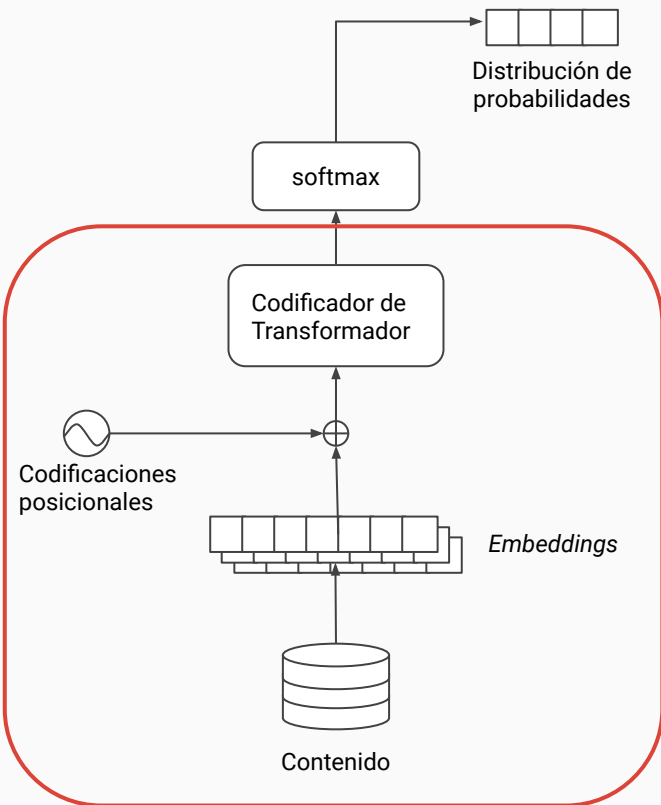 Distribución de
probabilidades
softmax
Codificador de
Transformador
Codificaciones
posicionales
Embeddings
Contenido